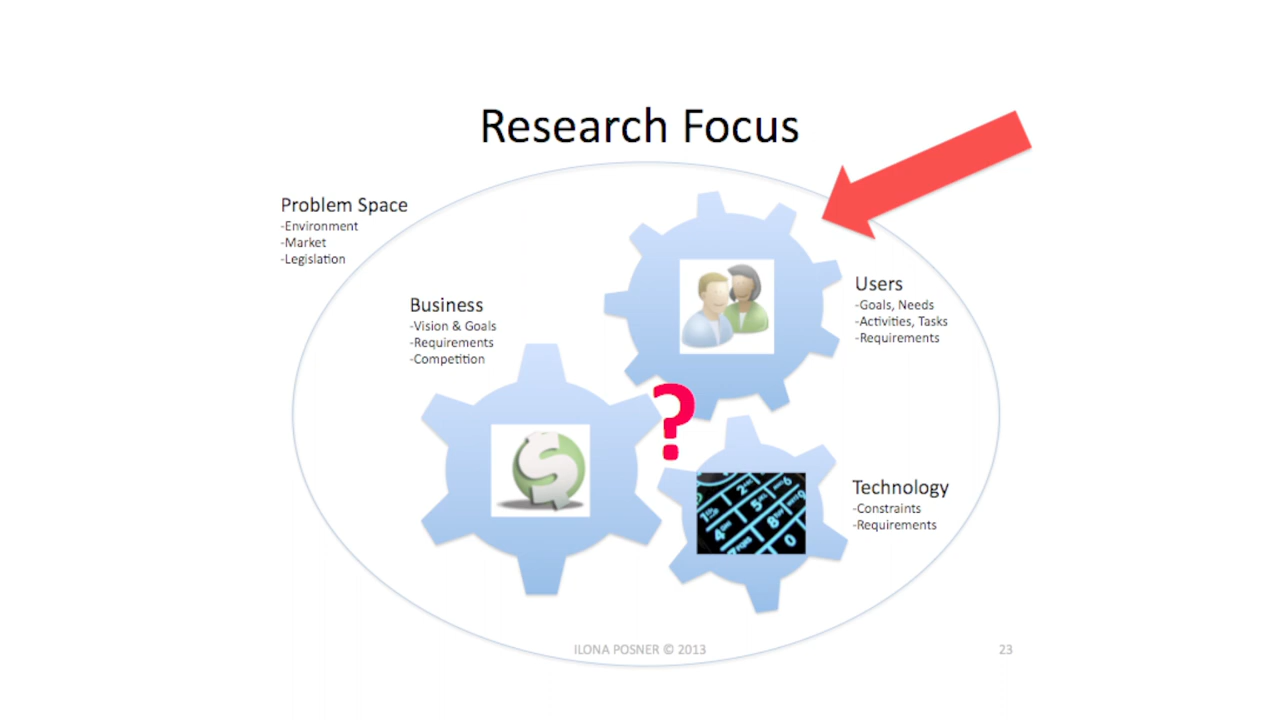 Research Focus
Problem Space
-Environment
-Market
-Legislation
Business
-Vision & Goals
-Requirements
-Competition
Users
-Goals, Needs
-Activities, Tasks
-Requirements
?
Technology
-Constraints
-Requirements
ILONA POSNER © 2013
23